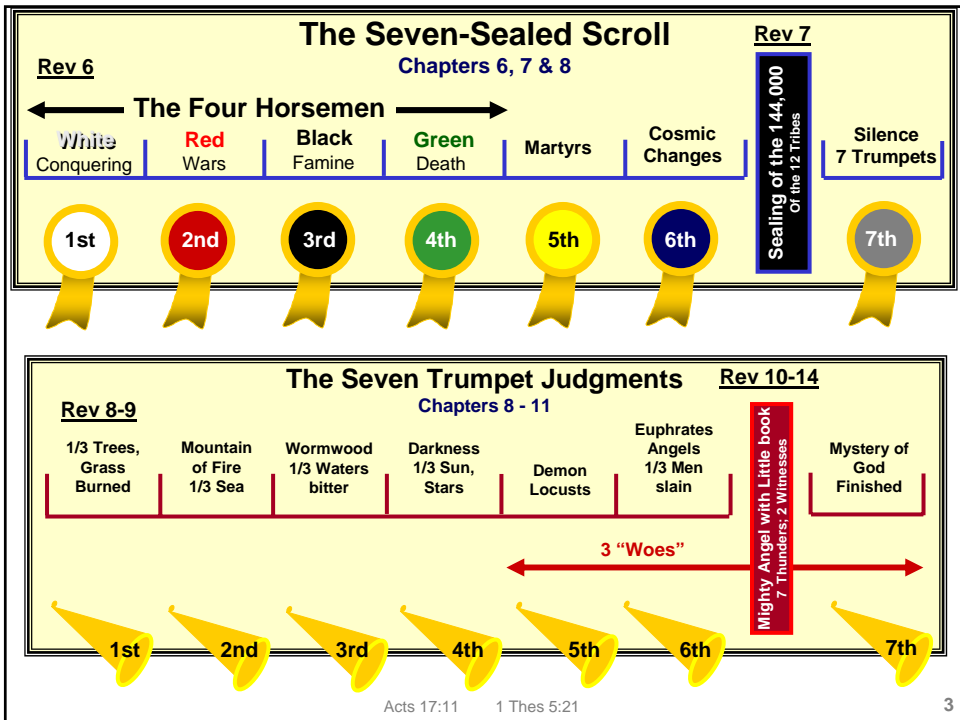 The Seven-Sealed Scroll
Chapters 6, 7 & 8
Rev 6
Rev 7
The Four Horsemen
White
Conquering
Red
Wars
Black
Famine
Green
Death
Martyrs
Cosmic
Changes
Sealing of the 144,000
Of the 12 Tribes
Silence
7 Trumpets
1st
2nd
3rd
4th
5th
6th
7th
The Seven Trumpet Judgments
Chapters 8 - 11
Rev 8-9
Rev 10-14
1/3 Trees,
Grass
Burned
Mountain
of Fire
1/3 Sea
Wormwood
1/3 Waters
bitter
Darkness
1/3 Sun,
Stars
Demon
Locusts
Euphrates
Angels
1/3 Men
slain
Mighty Angel with Little book
7 Thunders; 2 Witnesses
Mystery of
God
Finished
3 “Woes”
1st
2nd
3rd
4th
5th
6th
7th
Acts 17:11 1 Thes 5:21
3